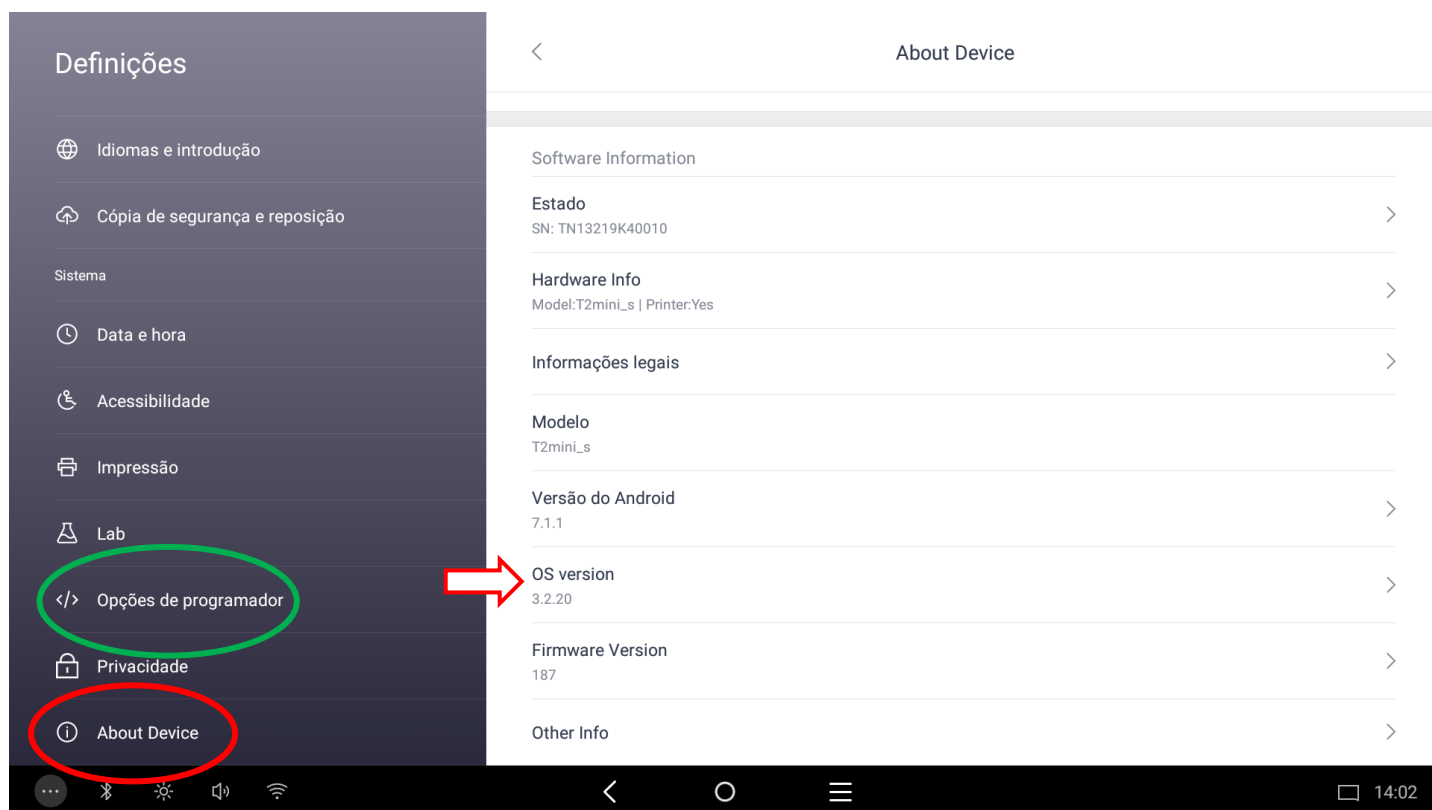 Definições
Idiomas e introdução
Cópia de segurança e reposição
Sistema
Data e hora
Acessibilidade
Impressão
Lab
Opções de programador
Privacidade
About Device
About Device
Software Information
Estado
SN: TN13219K40010
Hardware Info
Model:T2mini_s | Printer:Yes
Informações legais
Modelo
T2mini_s
Versão do Android
7.1.1
OS version
3.2.20
Firmware Version
187
Other Info
14:02